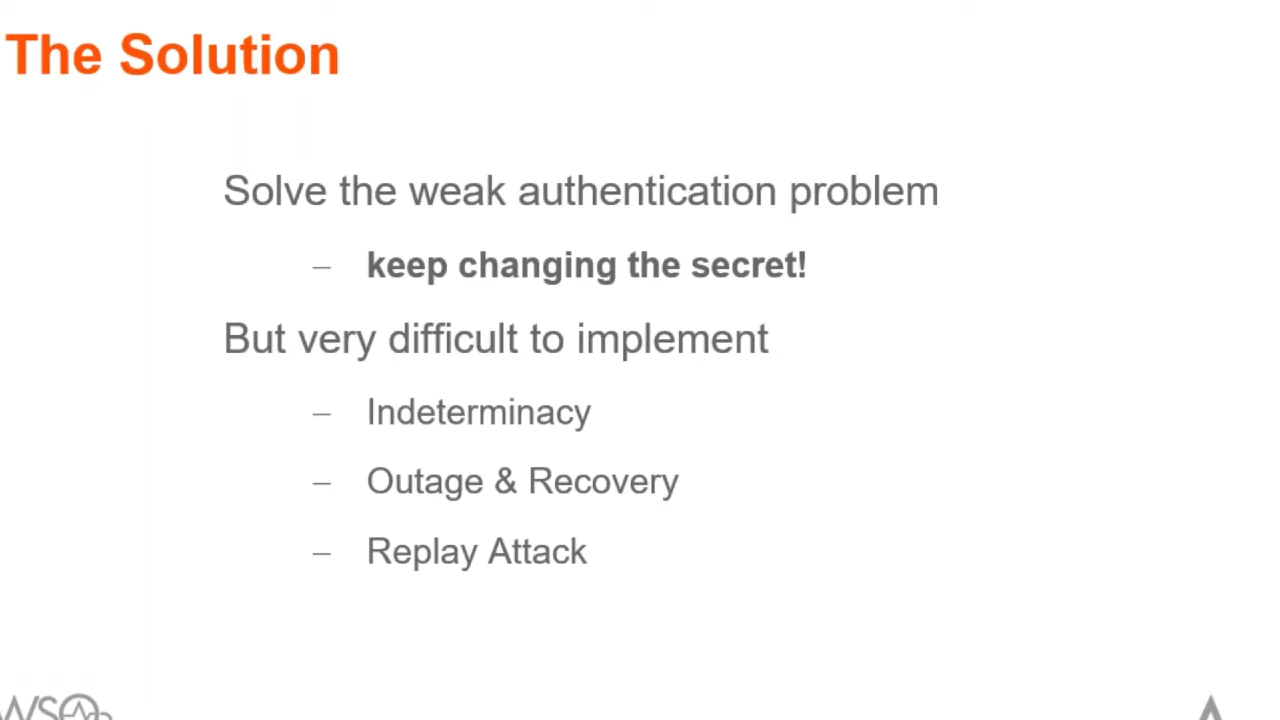 The Solution
Solve the weak authentication problem
– keep changing the secret!
But very difficult to implement
– Indeterminacy
– Outage & Recovery
– Replay Attack
WSO2